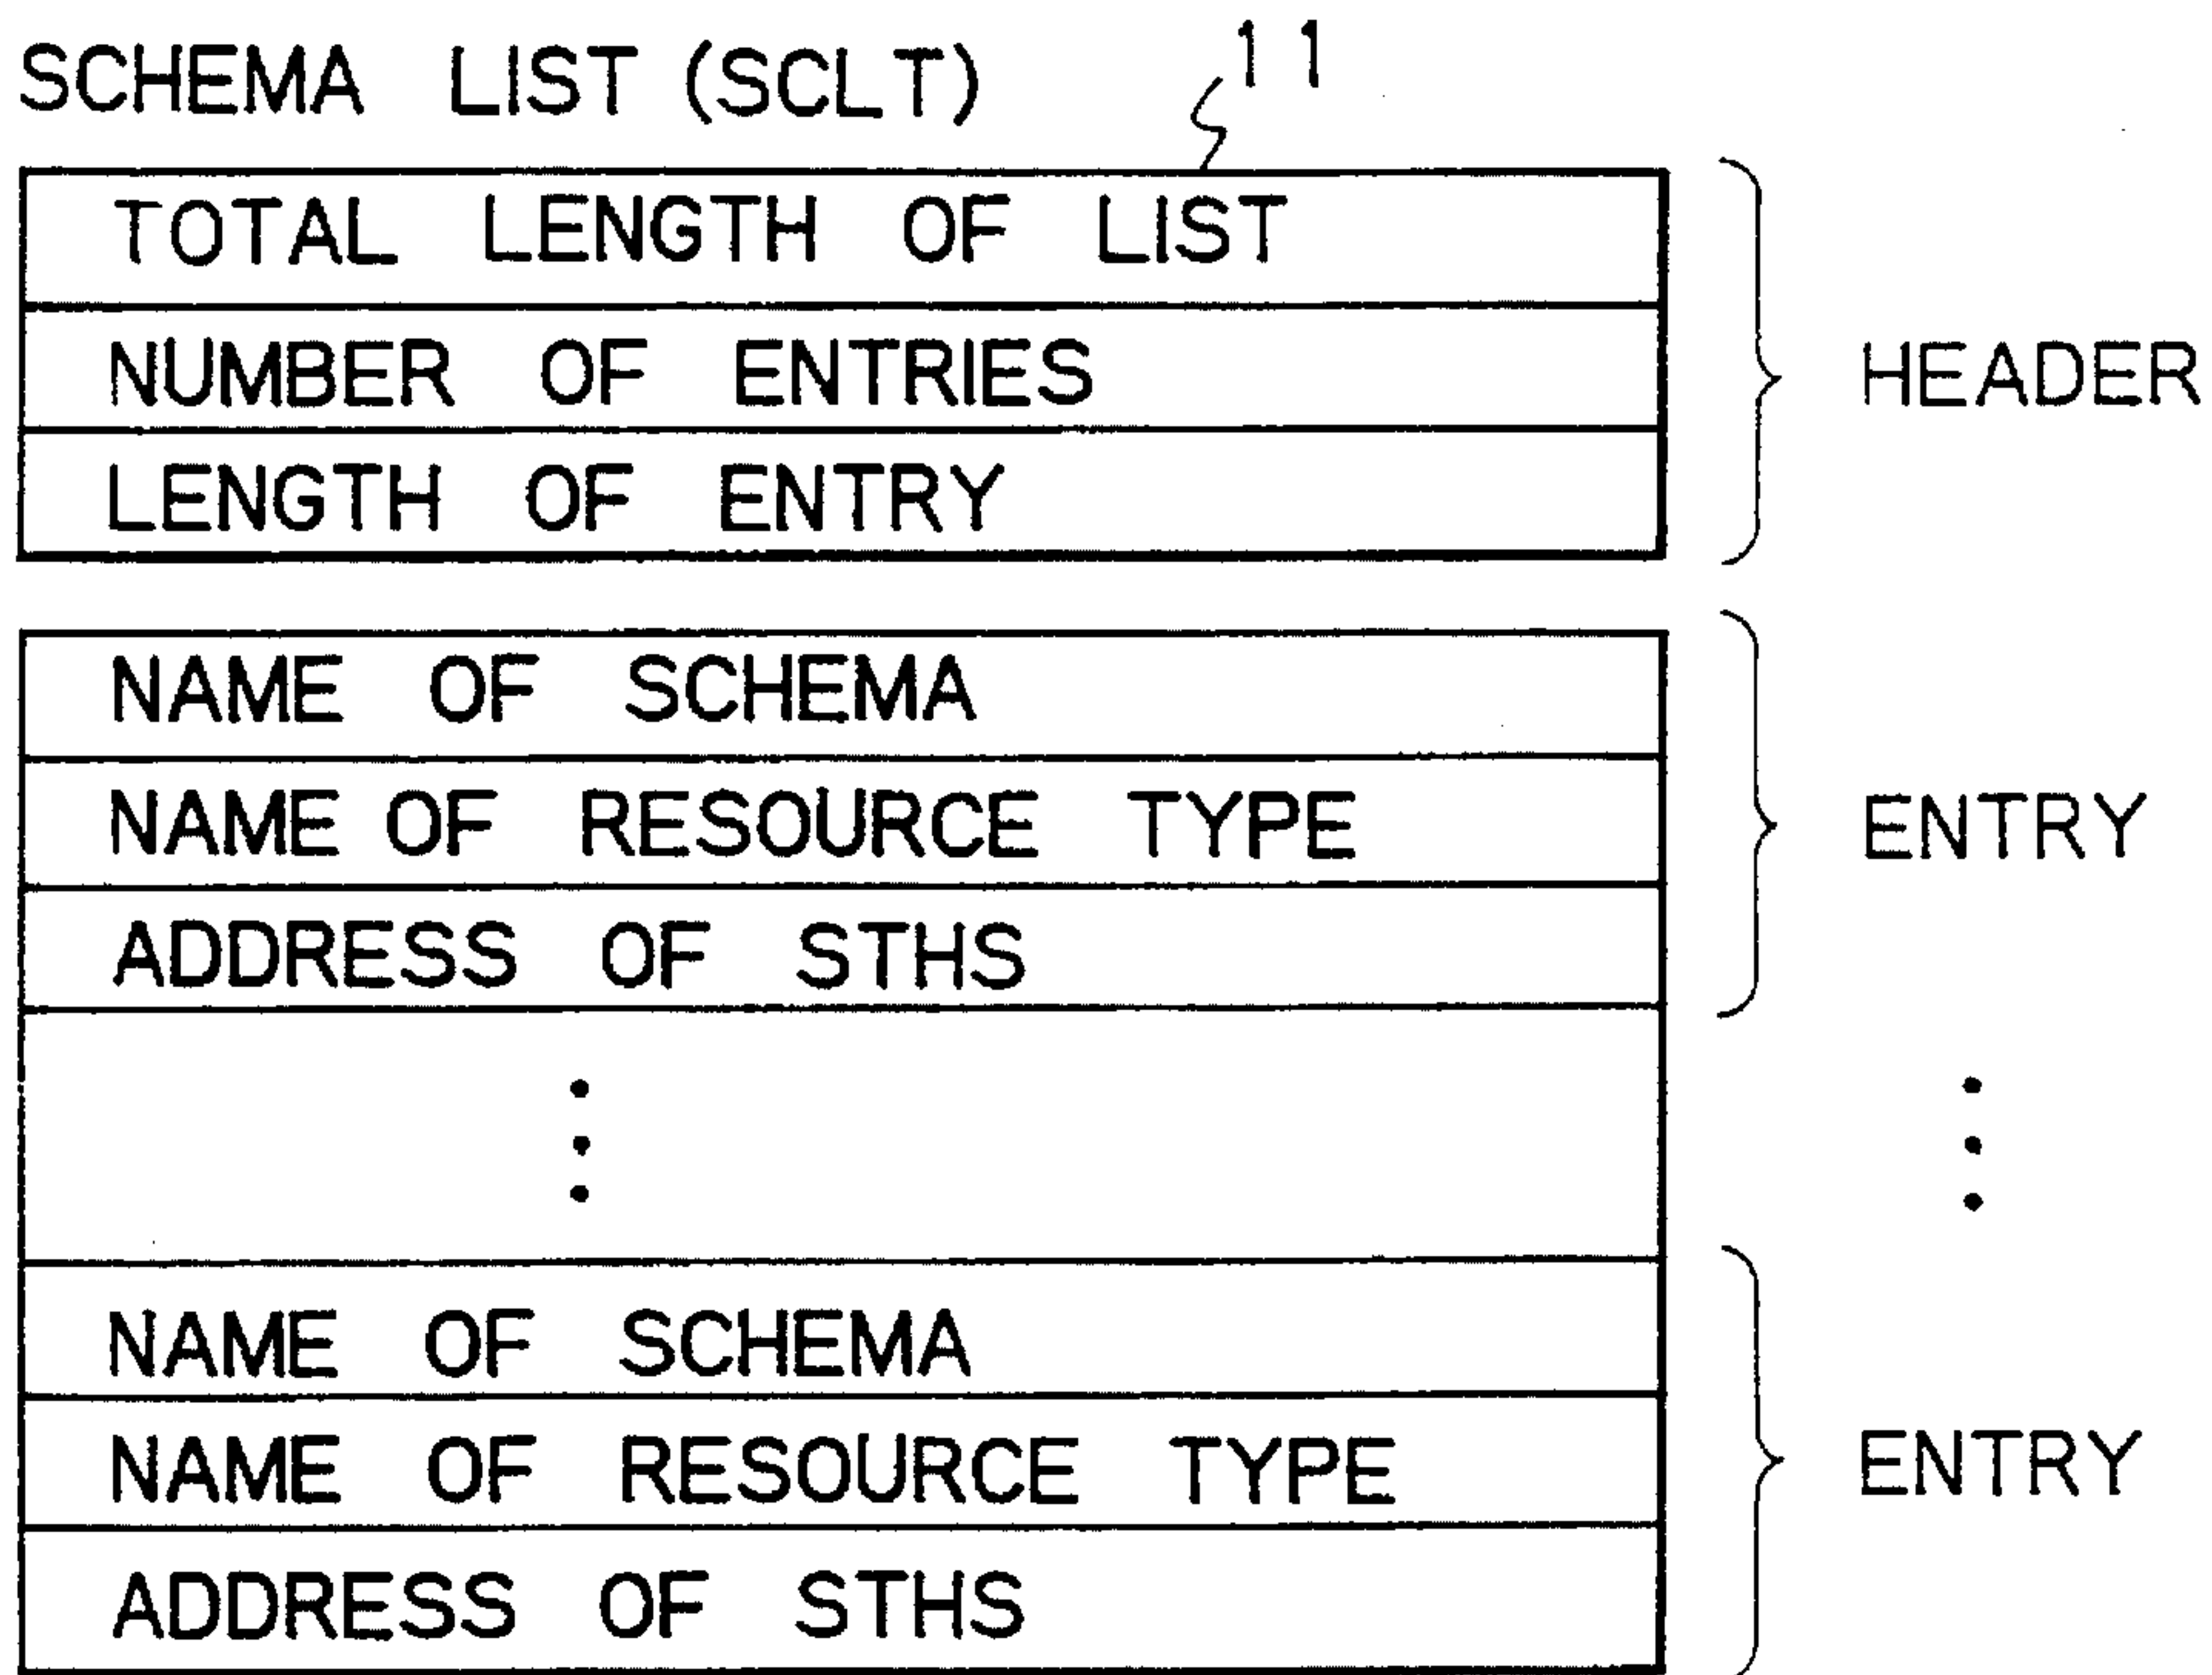 SCHEMA LIST (SCLT) 11
TOTAL LENGTH OF LIST
NUMBER OF ENTRIES
HEADER
LENGTH OF ENTRY
NAME OF SCHEMA
NAME OF RESOURCE TYPE
ENTRY
ADDRESS OF STHS
NAME OF SCHEMA
NAME OF RESOURCE TYPE
ENTRY
ADDRESS OF STHS